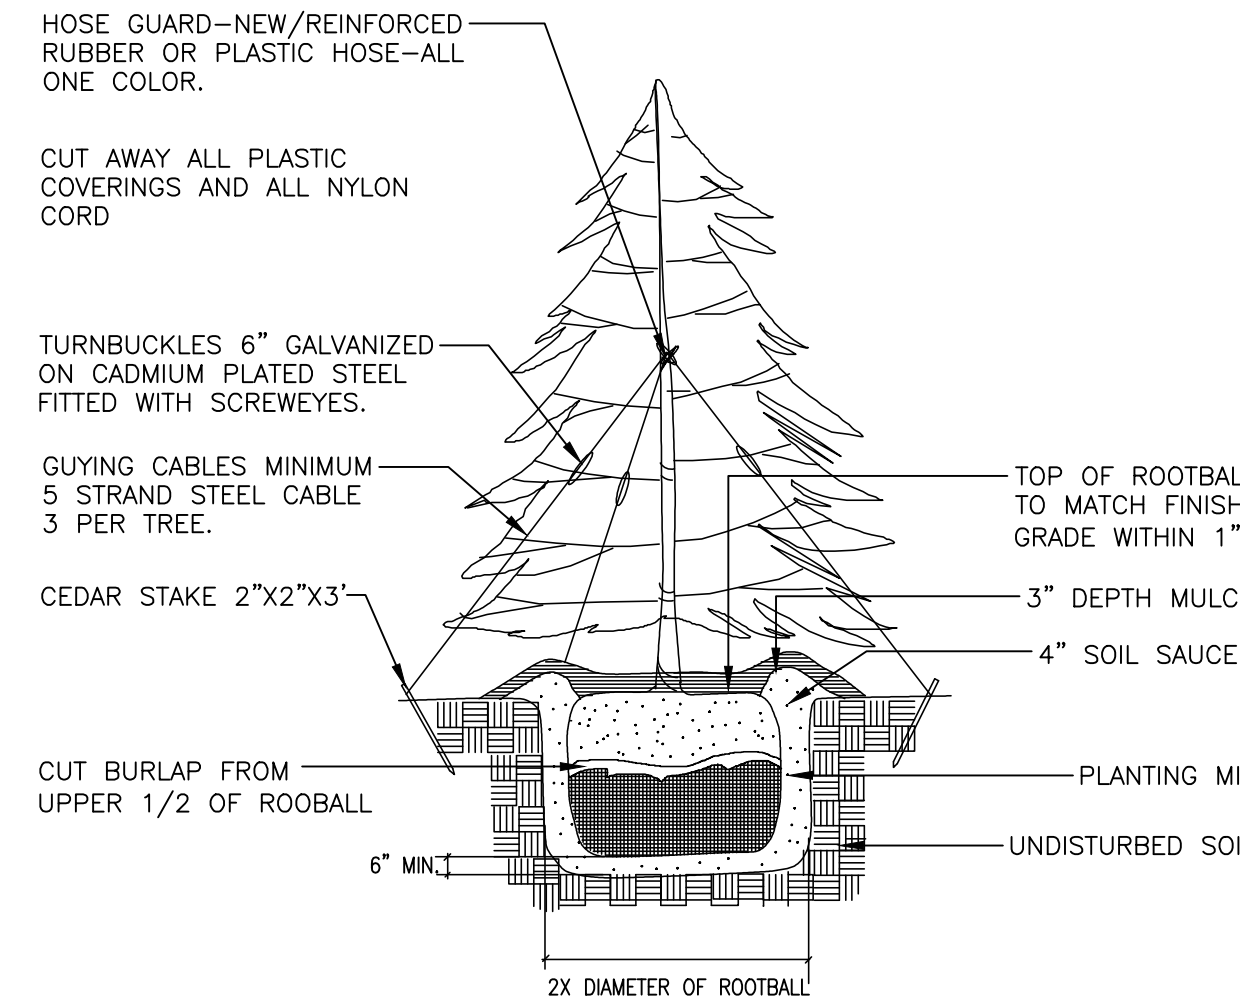 HOSE GUARD-NEW/REINFORCED
RUBBER OR PLASTIC HOSE-ALL
ONE COLOR.
CUT AWAY ALL PLASTIC
COVERINGS AND ALL NYLON
CORD
TURNBUCKLES 6" GALVANIZED
ON CADMIUM PLATED STEEL
FITTED WITH SCREWEYES.
GUYING CABLES MINIMUM
5 STRAND STEEL CABLE
3 PER TREE.
CEDAR STAKE 2"X2"X3'
CUT BURLAP FROM
UPPER 1/2 OF ROOBALL
6" MIN.
2X DIAMETER OF ROOTBALL
TOP OF ROOTBAL
TO MATCH FINISH
GRADE WITHIN 1"
3" DEPTH MULC
4" SOIL SAUCE
PLANTING MI
UNDISTURBED SOI